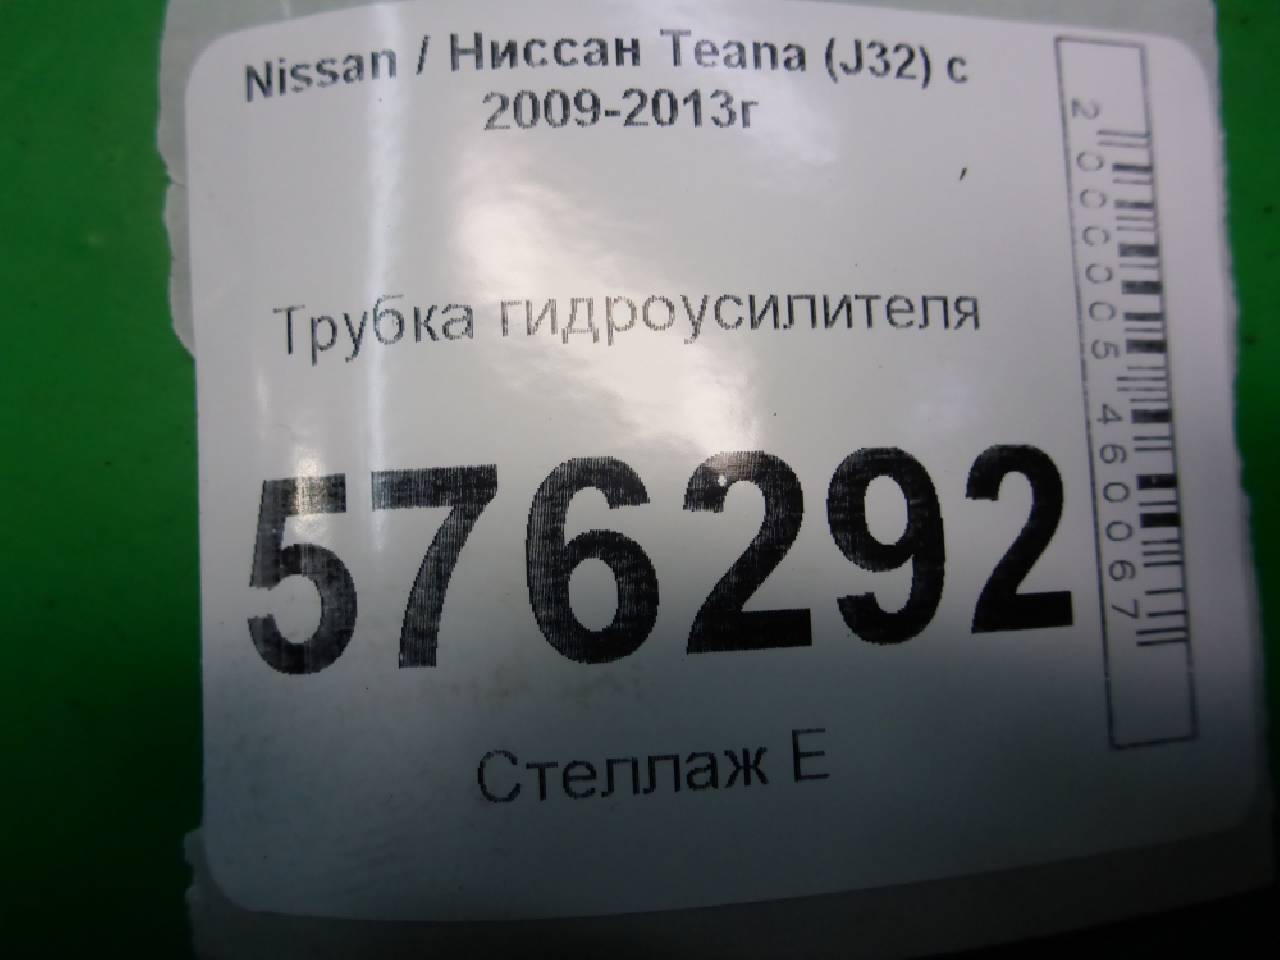 Nissan / Ниссан Teana (J32) с
2009-2013г
,
Трубка гидроусилителя
576292
Стеллаж Е
2000005460067